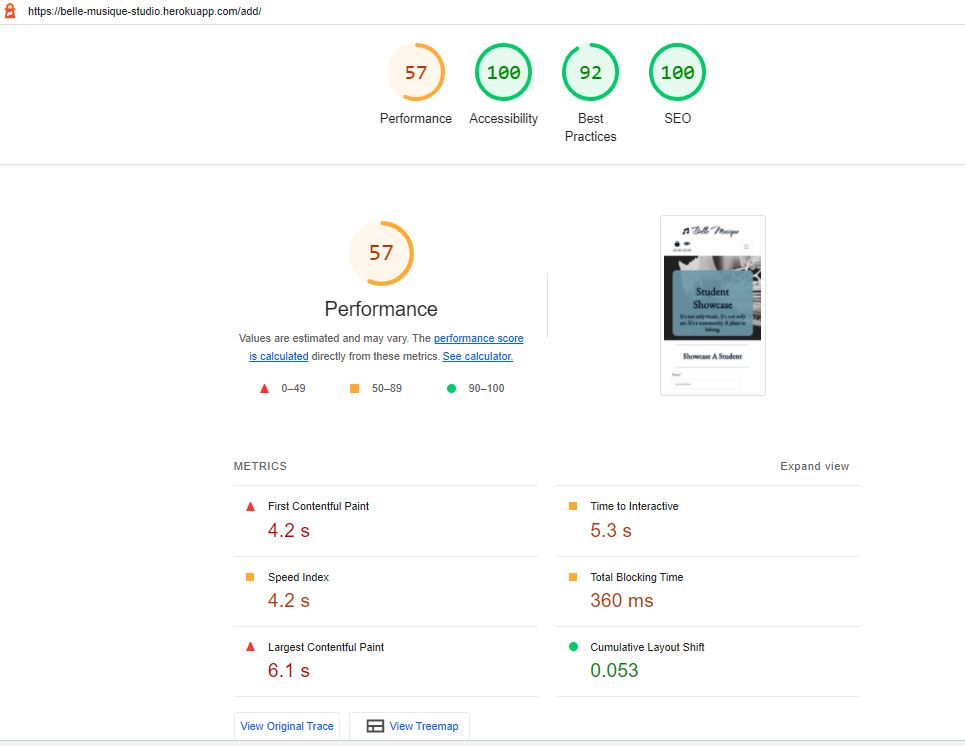 https://belle-musique-studio.herokuapp.com/add/
57
100
92
100
Performance
Accessibility
Best
Practices
SEO
57
Performance
Values are estimated and may vary. The performance score
is calculated directly from these metrics. See calculator.
0–49
50–89
90–100
Belle Musique
Student
Showcase
It's not only music. It's not only
art. It's a community. A place to
belong.
Showcase A Student
Name*
METRICS
Expand view
First Contentful Paint
4.2 s
Time to Interactive
5.3 s
Speed Index
4.2 s
Total Blocking Time
360 ms
Largest Contentful Paint
6.1 s
Cumulative Layout Shift
0.053
View Original Trace
View Treemap